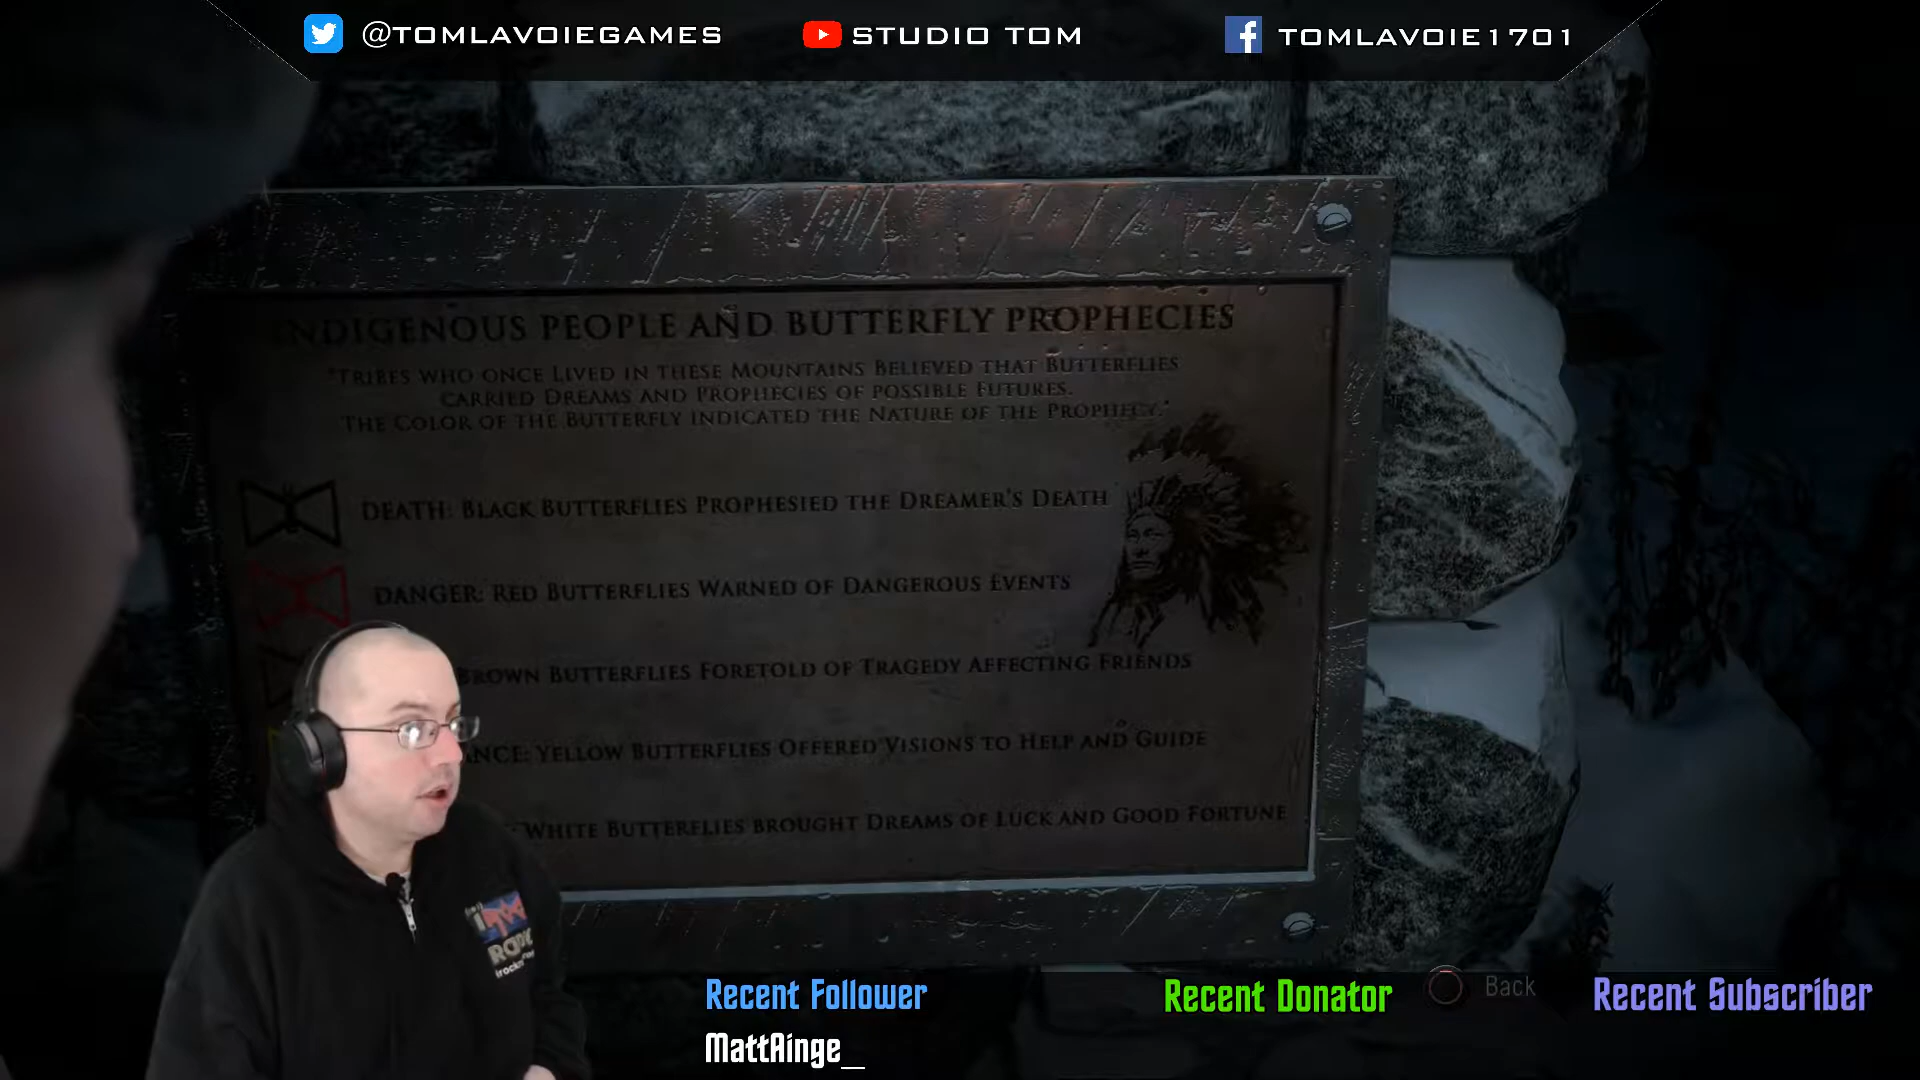 @TOMLAVOIEGAMES
STUDIO TOM
TOMLAVOIE1701
INDIGENOUS PEOPLE AND BUTTERFLY PROPHECIES
"TRIBES WHO ONCE LIVED IN THESE MOUNTAINS BELIEVED THAT BUTTERFLIES
CARRIED DREAMS AND PROPHECIES OF POSSIBLE FUTURES.
THE COLOR OF THE BUTTERFLY INDICATED THE NATURE OF THE PROPHECY."
DEATH: BLACK BUTTERFLIES PROPHESIED THE DREAMER'S DEATH
DANGER: RED BUTTERFLIES WARNED OF DANGEROUS EVENTS
BROWN BUTTERFLIES FORETOLD OF TRAGEDY AFFECTING FRIENDS
ANCE: YELLOW BUTTERFLIES OFFERED VISIONS TO HELP AND GUIDE
WHITE BUTTERFLIES BROUGHT DREAMS OF LUCK AND GOOD FORTUNE
Back
Recent Follower
MattAinge_
Recent Donator
Recent Subscriber